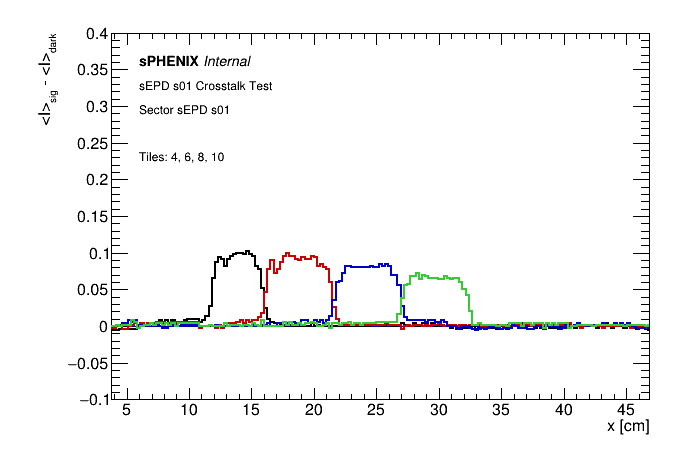 <I>sig - <I>dark
0.4
0.35
0.3
0.25
0.2
0.15
0.1
0.05
0
−0.05
−0.1
sPHENIX Internal
sEPD s01 Crosstalk Test
Sector sEPD s01
Tiles: 4, 6, 8, 10
5 10 15 20 25 30 35 40 45
x [cm]